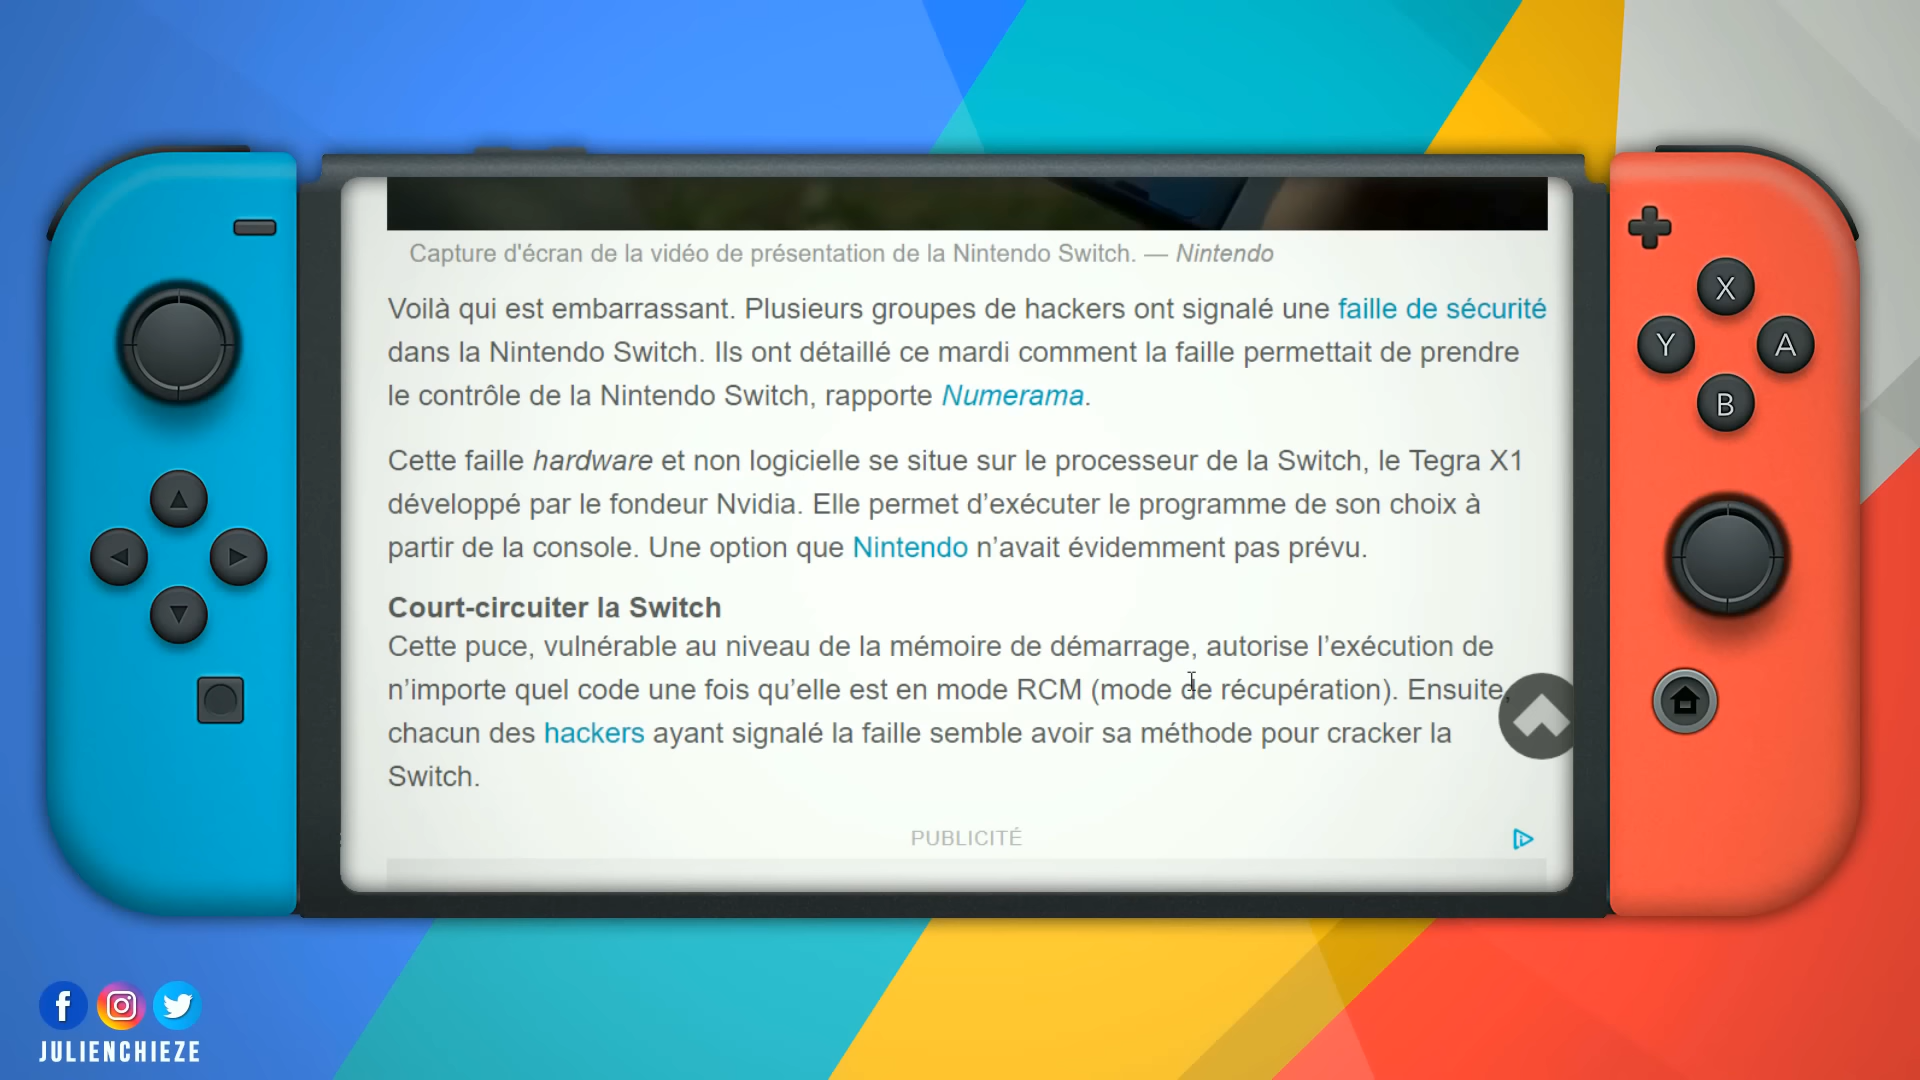 Capture d'écran de la vidéo de présentation de la Nintendo Switch. — Nintendo
Voilà qui est embarrassant. Plusieurs groupes de hackers ont signalé une faille de sécurité
dans la Nintendo Switch. Ils ont détaillé ce mardi comment la faille permettait de prendre
le contrôle de la Nintendo Switch, rapporte Numerama.
Cette faille hardware et non logicielle se situe sur le processeur de la Switch, le Tegra X1
développé par le fondeur Nvidia. Elle permet d’exécuter le programme de son choix à
partir de la console. Une option que Nintendo n’avait évidemment pas prévu.
Court-circuiter la Switch
Cette puce, vulnérable au niveau de la mémoire de démarrage, autorise l’exécution de
n’importe quel code une fois qu’elle est en mode RCM (mode de récupération). Ensuite,
chacun des hackers ayant signalé la faille semble avoir sa méthode pour cracker la
Switch.
PUBLICITÉ
X
Y
A
B
JULIENCHIEZE